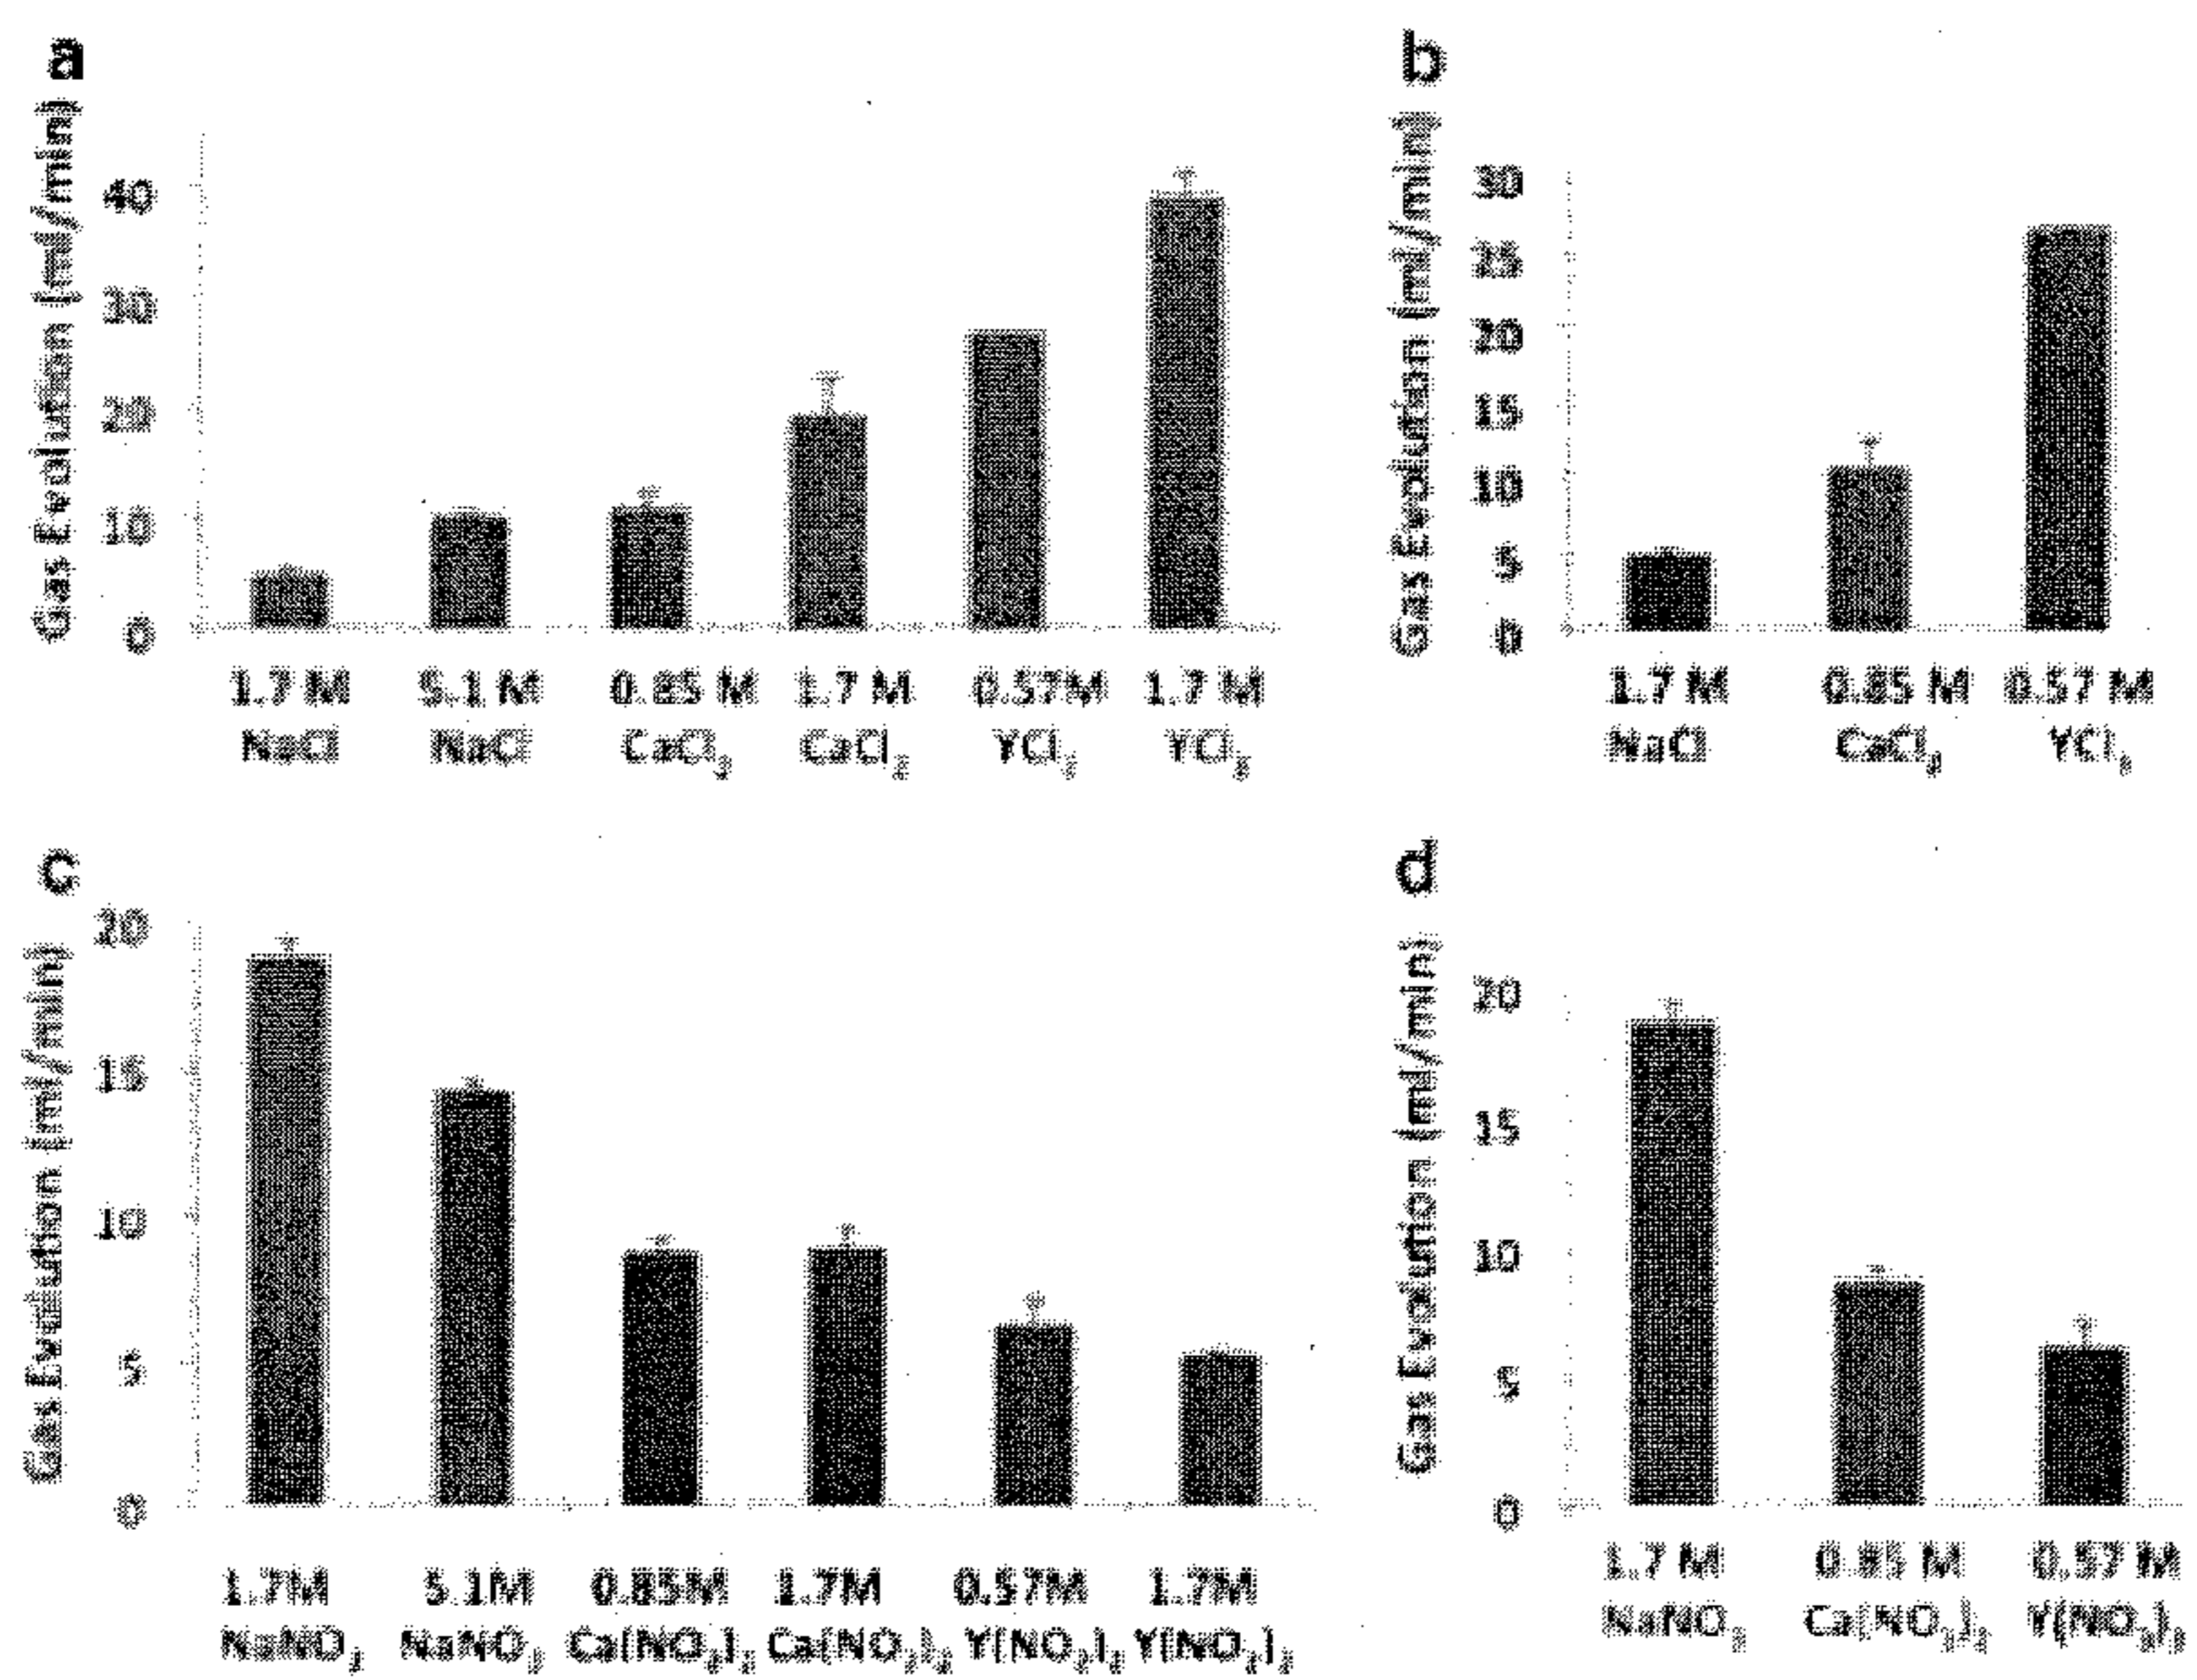 a
Gas Evolution (ml/min)
40
30
20
10
0
1.7 M 5.1 M 0.85 M 1.7 M 0.57M 1.7 M
NaCl NaCl CaCl₂ CaCl₂ YCl₃ YCl₃
b
Gas Evolution (ml/min)
30
25
20
15
10
5
0
1.7 M 0.85 M 0.57 M
NaCl CaCl₂ YCl₃
c
Gas Evolution (ml/min)
20
15
10
5
0
1.7M 5.1M 0.85M 1.7M 0.57M 1.7M
NaNO₃ NaNO₃ Ca(NO₃)₂ Ca(NO₃)₂ Y(NO₃)₃ Y(NO₃)₃
d
Gas Evolution (ml/min)
20
15
10
5
0
1.7 M 0.85 M 0.57 M
NaNO₃ Ca(NO₃)₂ Y(NO₃)₃